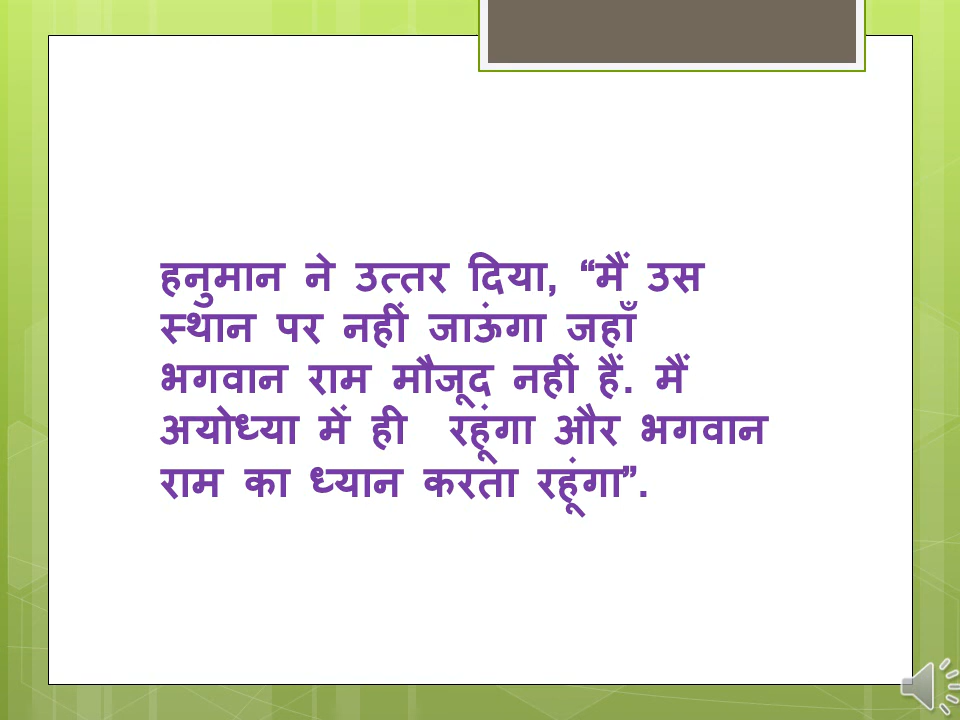 हनुमान ने उत्तर दिया, “मैं उस
स्थान पर नहीं जाऊंगा जहाँ
भगवान राम मौजूद नहीं हैं. मैं
अयोध्या में ही रहूंगा और भगवान
राम का ध्यान करता रहूंगा”.